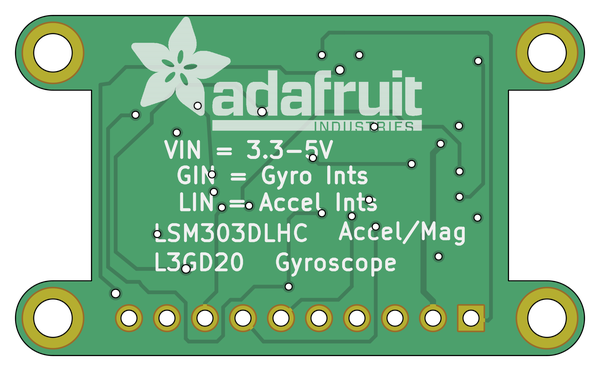 adafruit
INDUSTRIES
VIN = 3.3-5V
GIN = Gyro Ints
LIN = Accel Ints
LSM303DLHC Accel/Mag
L3GD20 Gyroscope